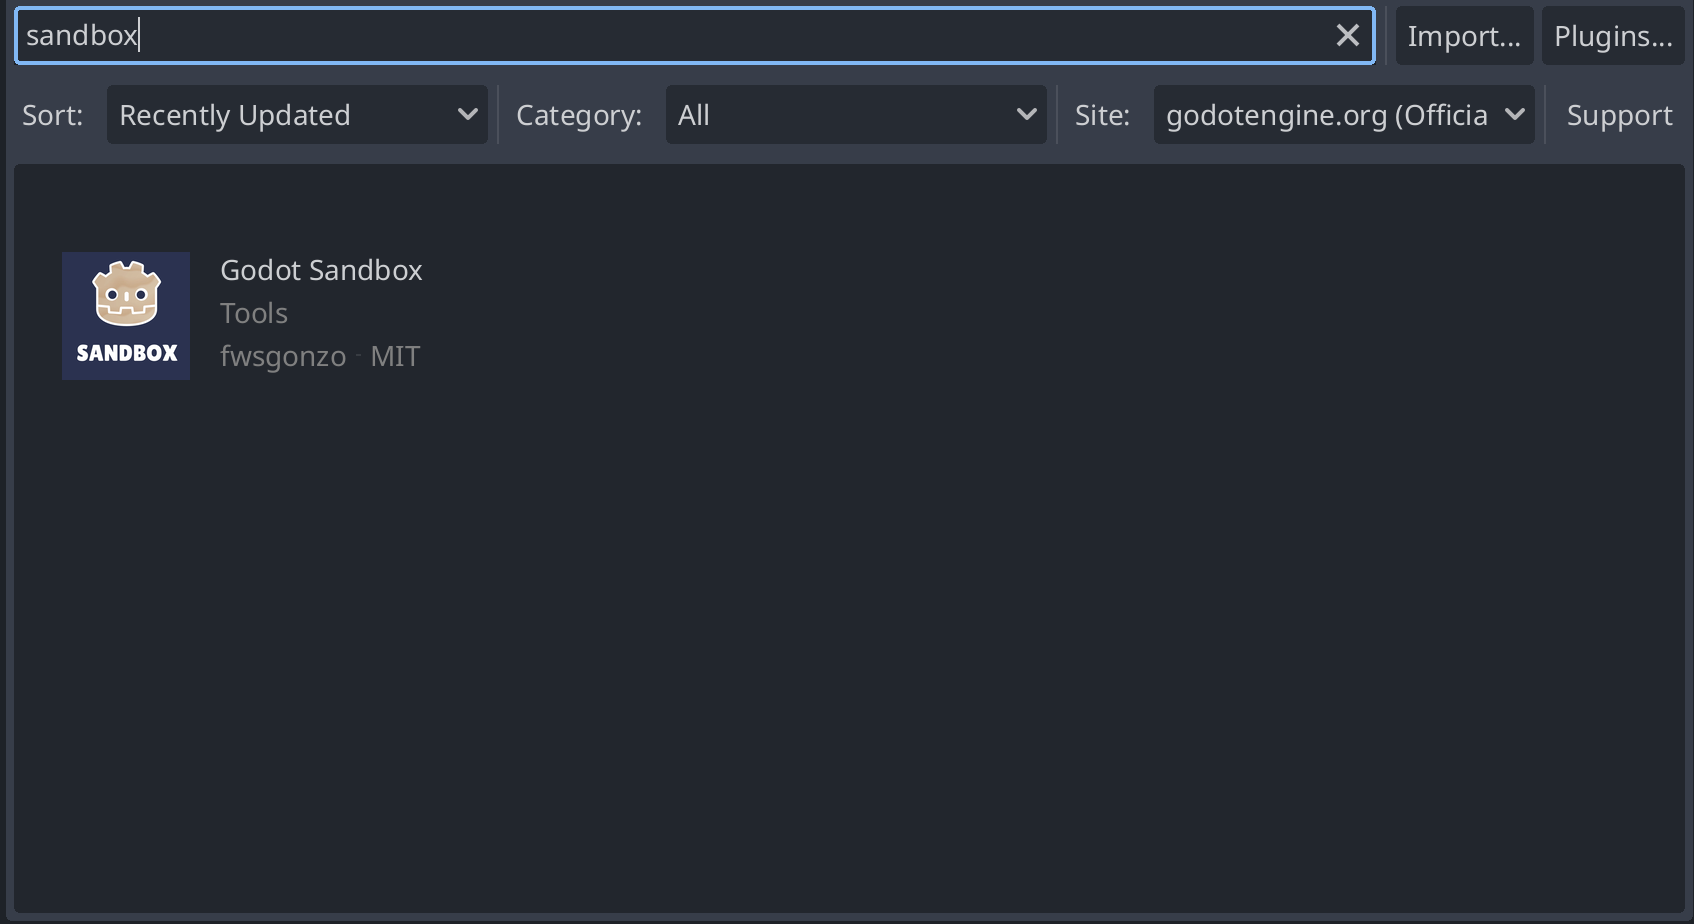 sandbox Import... Plugins...
Sort: Recently Updated Category: All Site: godotengine.org (Officia Support
Godot Sandbox
Tools
SANDBOX fwsgonzo - MIT